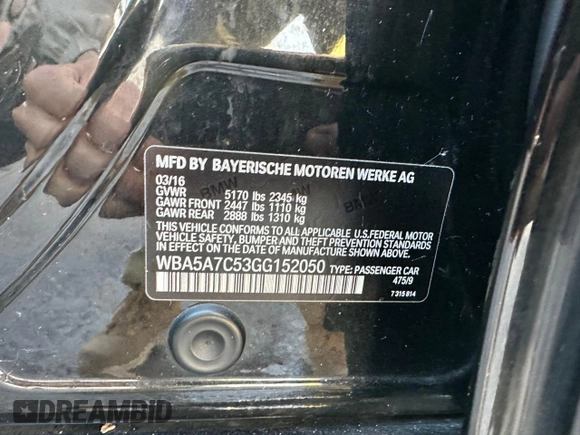 MFD BY BAYERISCHE MOTOREN WERKE AG
03/16
GVWR 5170 lbs 2345 kg
GAWR FRONT 2447 lbs 1110 kg
GAWR REAR 2888 lbs 1310 kg
THIS VEHICLE CONFORMS TO ALL APPLICABLE U.S.FEDERAL MOTOR
VEHICLE SAFETY, BUMPER AND THEFT PREVENTION STANDARDS
IN EFFECT ON THE DATE OF MANUFACTURE SHOWN ABOVE.
WBA5A7C53GG152050 TYPE: PASSENGER CAR
475/9
7 315 814
DREAMBID